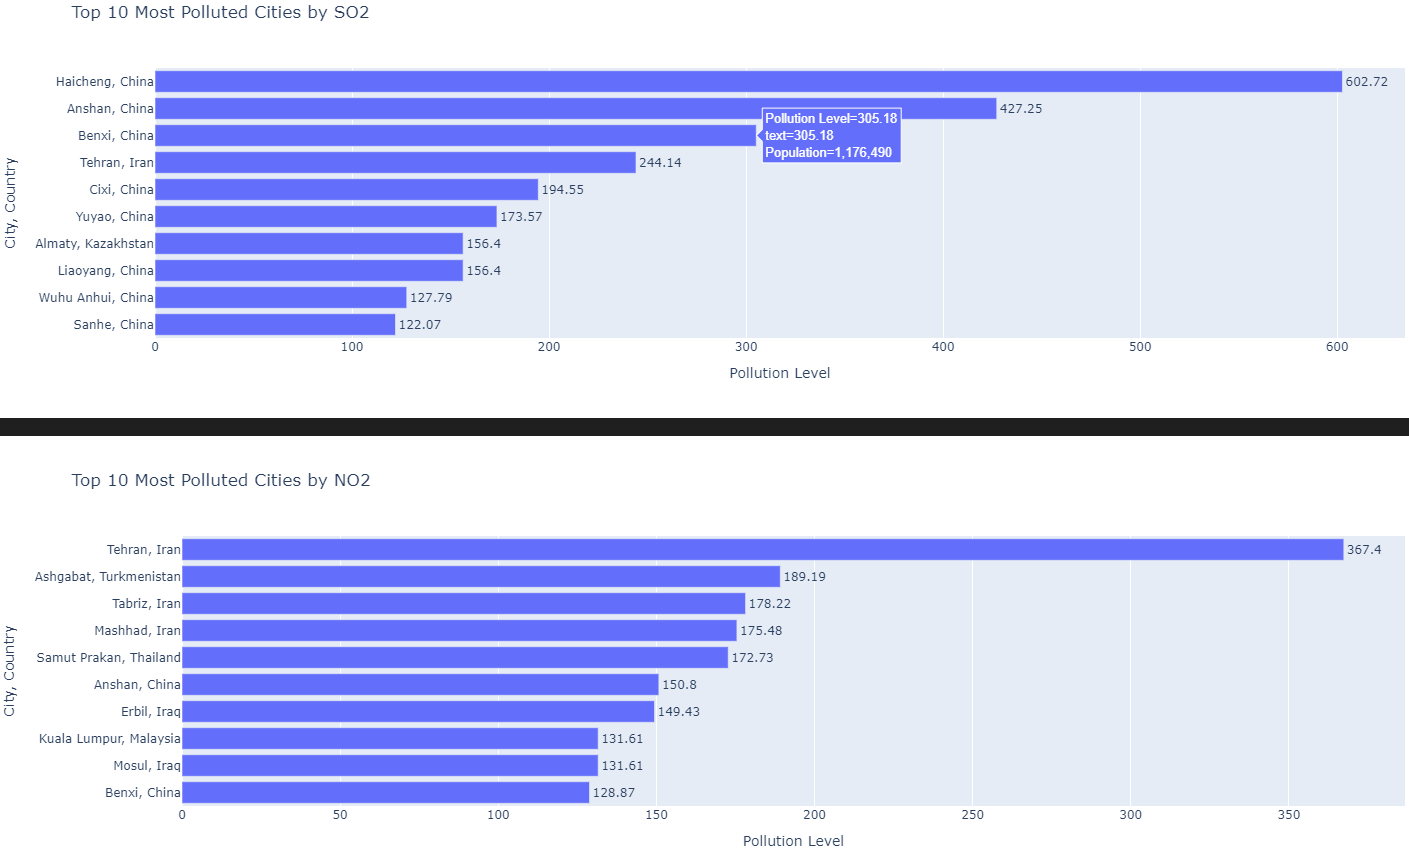 Top 10 Most Polluted Cities by SO2
City, Country
Haicheng, China 602.72
Anshan, China 427.25
Benxi, China
Pollution Level=305.18
text=305.18
Population=1,176,490
Tehran, Iran 244.14
Cixi, China 194.55
Yuyao, China 173.57
Almaty, Kazakhstan 156.4
Liaoyang, China 156.4
Wuhu Anhui, China 127.79
Sanhe, China 122.07
0 100 200 300 400 500 600
Pollution Level
Top 10 Most Polluted Cities by NO2
City, Country
Tehran, Iran 367.4
Ashgabat, Turkmenistan 189.19
Tabriz, Iran 178.22
Mashhad, Iran 175.48
Samut Prakan, Thailand 172.73
Anshan, China 150.8
Erbil, Iraq 149.43
Kuala Lumpur, Malaysia 131.61
Mosul, Iraq 131.61
Benxi, China 128.87
0 50 100 150 200 250 300 350
Pollution Level